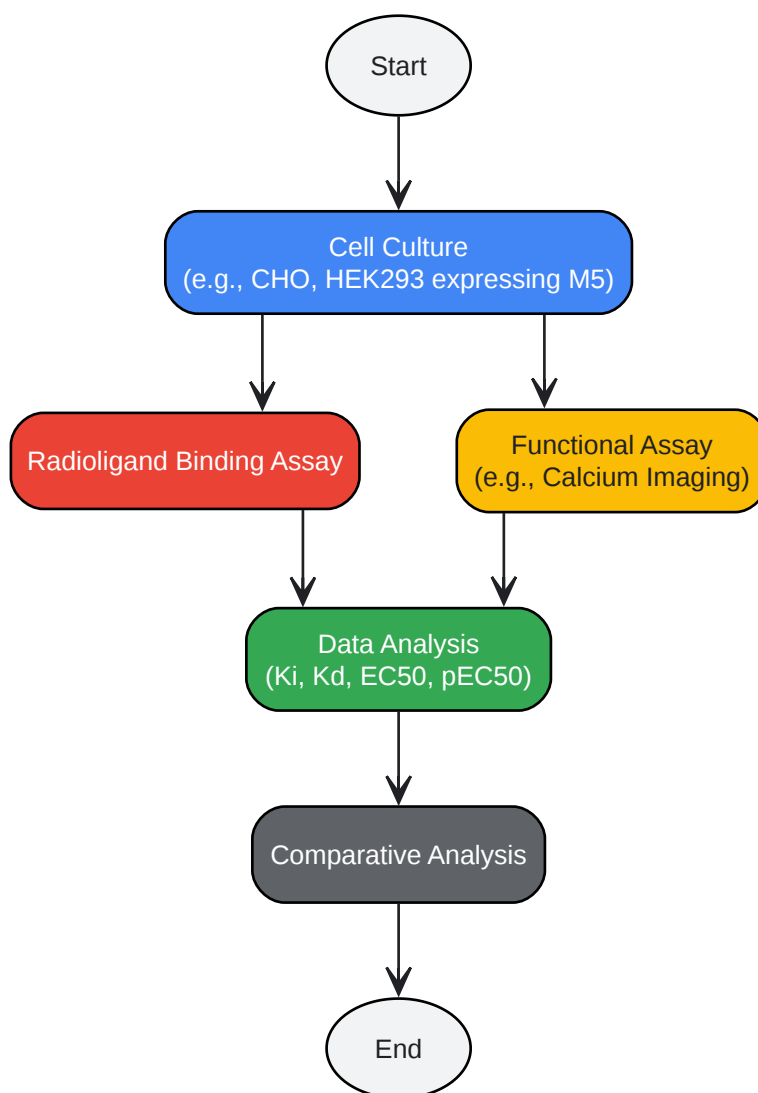 Start
Cell Culture
(e.g., CHO, HEK293 expressing M5)
Radioligand Binding Assay
Functional Assay
(e.g., Calcium Imaging)
Data Analysis
(Ki, Kd, EC50, pEC50)
Comparative Analysis
End